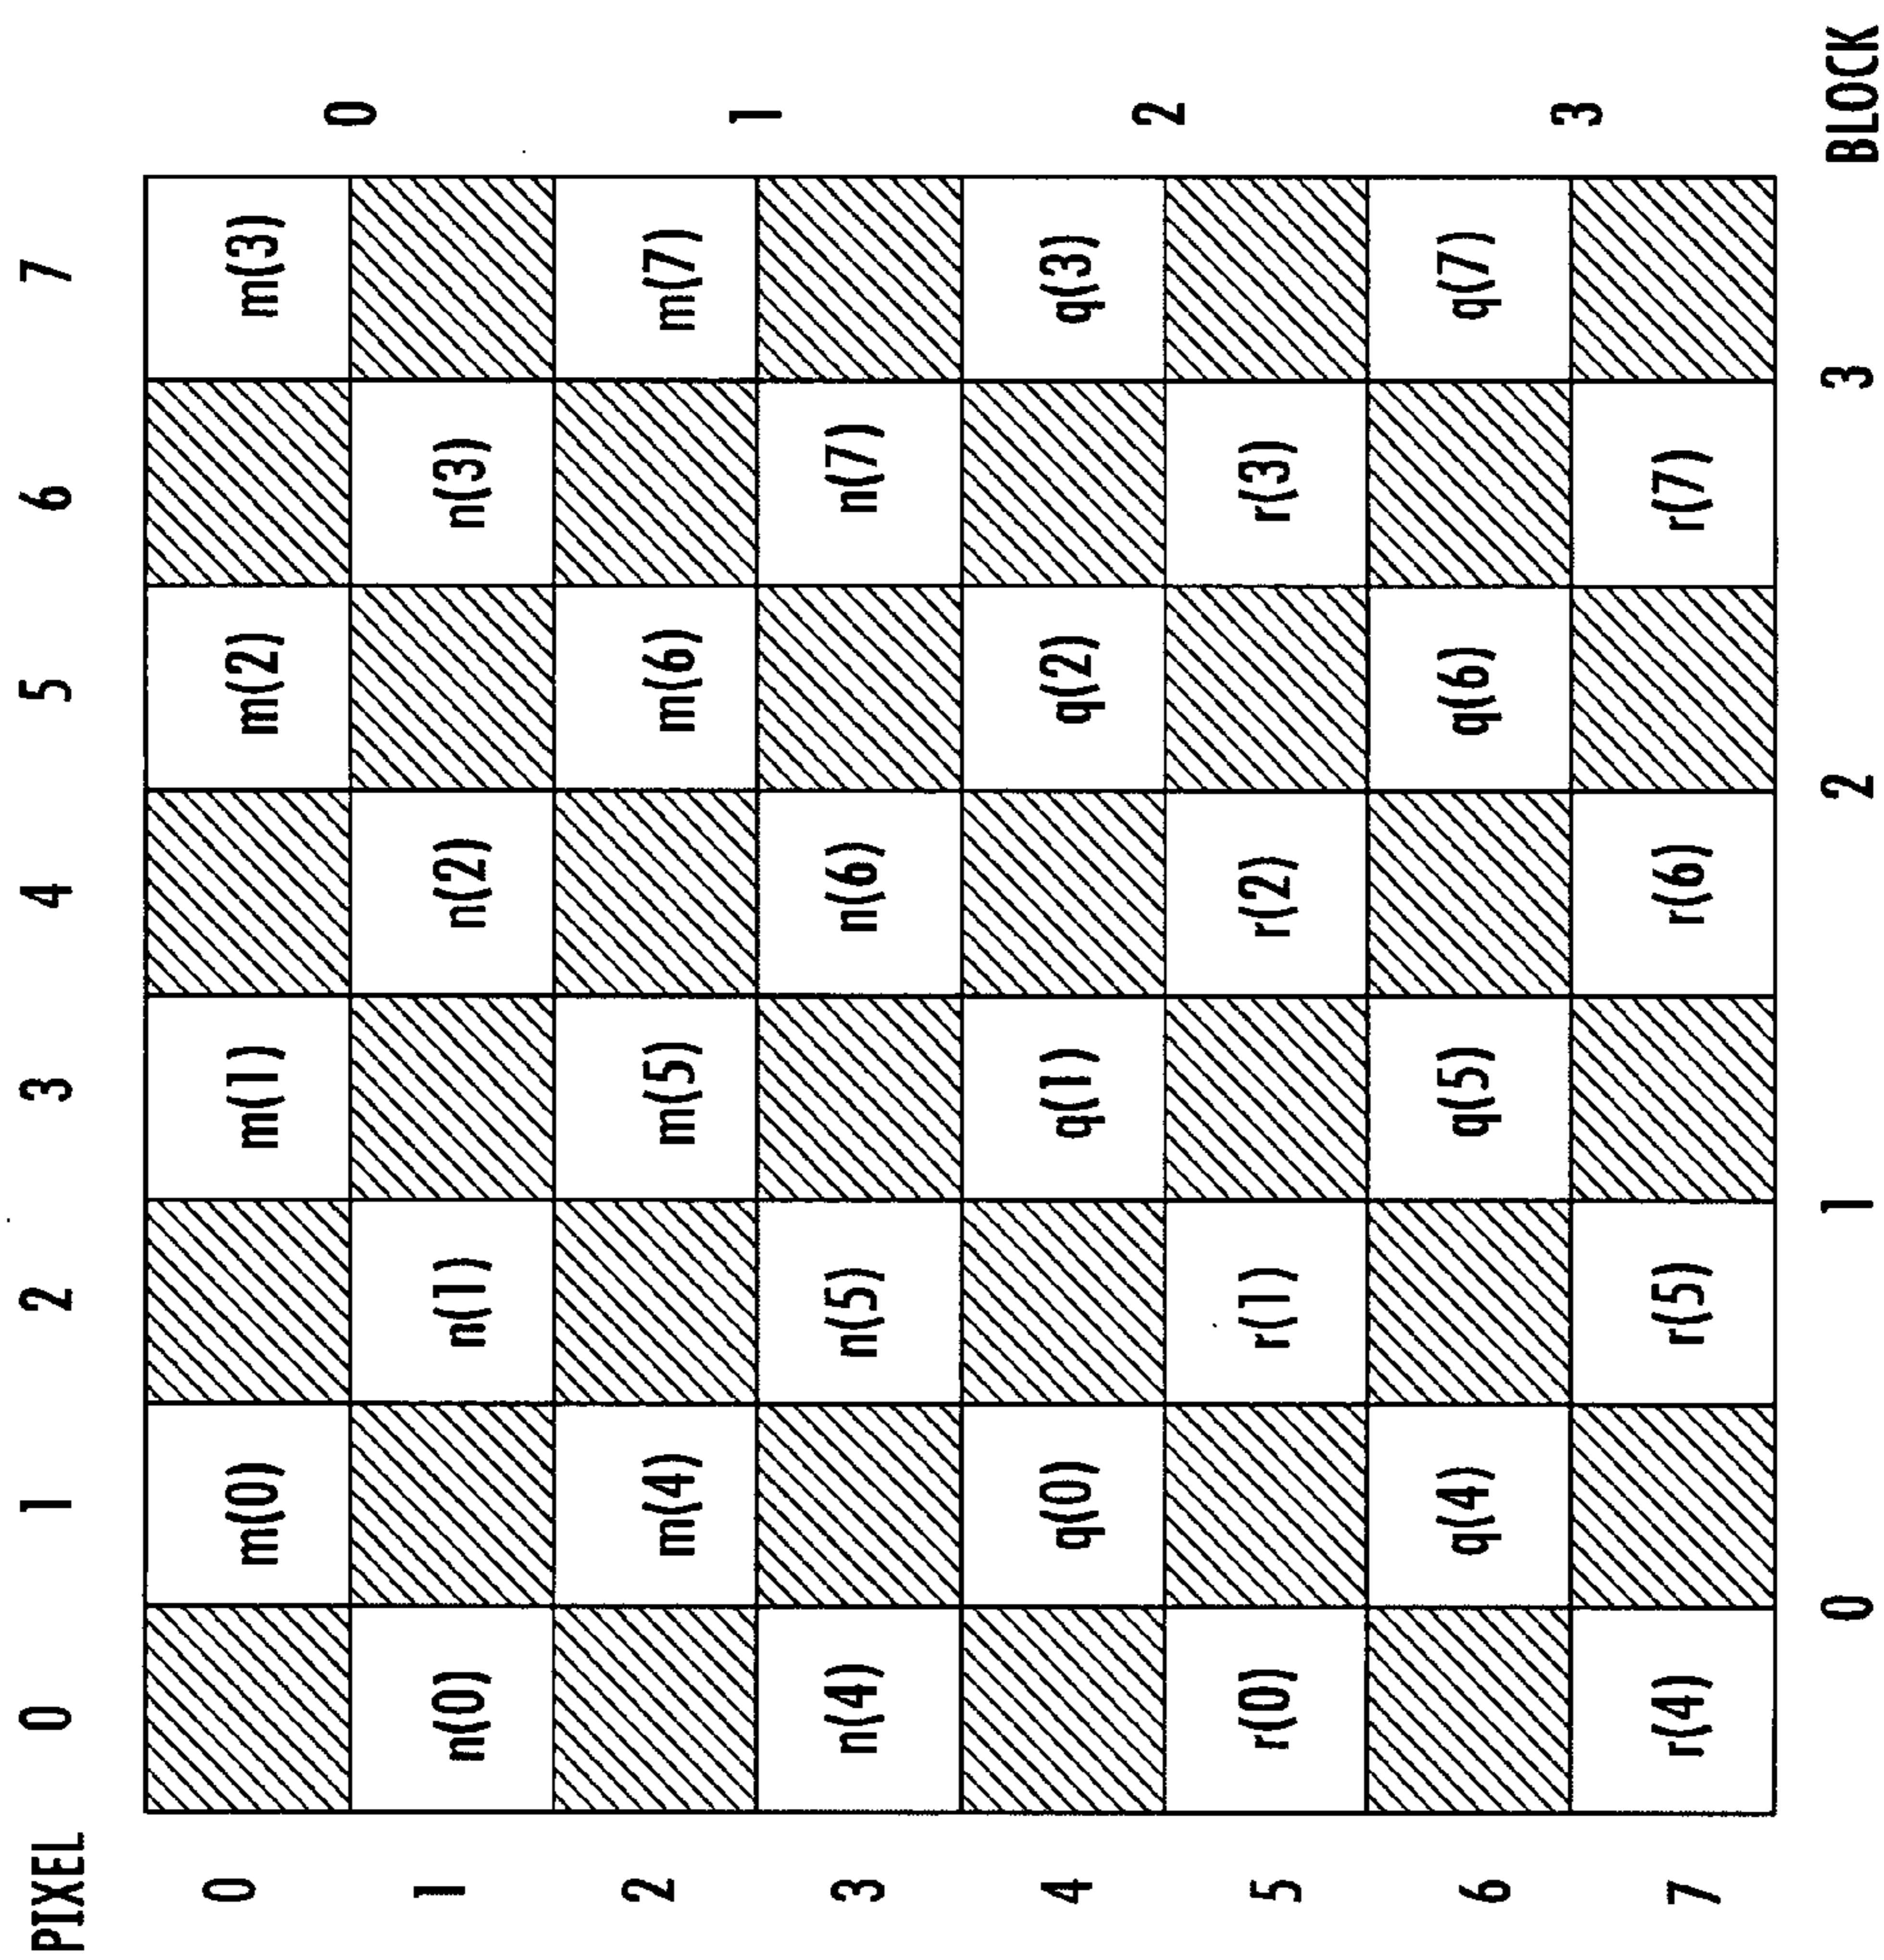 PIXEL 0 1 2 3 4 5 6 7
0 m(0) m(1) m(2) m(3)
0
1 n(0) n(1) n(2) n(3)
2 m(4) m(5) m(6) m(7)
1
3 n(4) n(5) n(6) n(7)
4 q(0) q(1) q(2) q(3)
2
5 r(0) r(1) r(2) r(3)
6 q(4) q(5) q(6) q(7)
3
7 r(4) r(5) r(6) r(7)
0 1 2 3 BLOCK